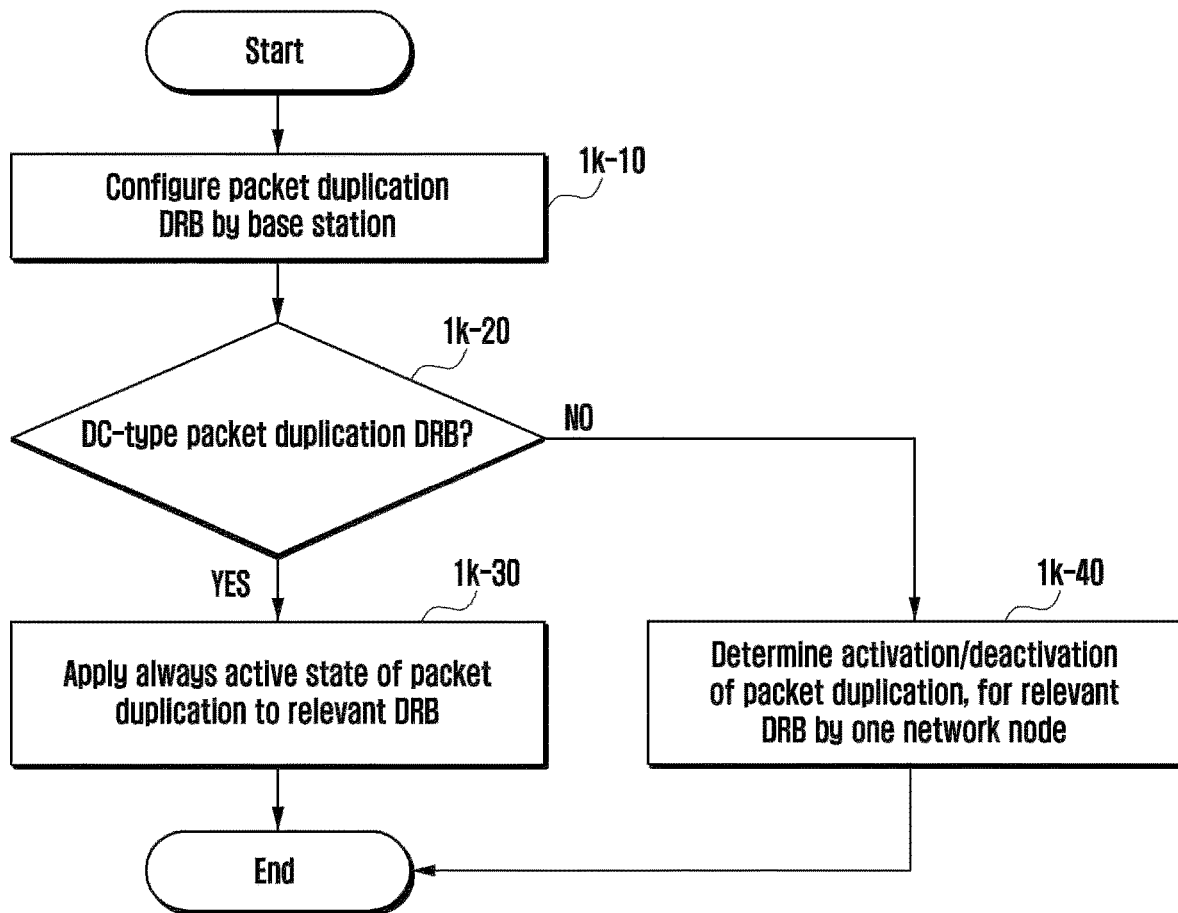 Start
1k-10
Configure packet duplication
DRB by base station
1k-20
DC-type packet duplication DRB?
NO
YES
1k-30
Apply always active state of packet
duplication to relevant DRB
1k-40
Determine activation/deactivation
of packet duplication, for relevant
DRB by one network node
End